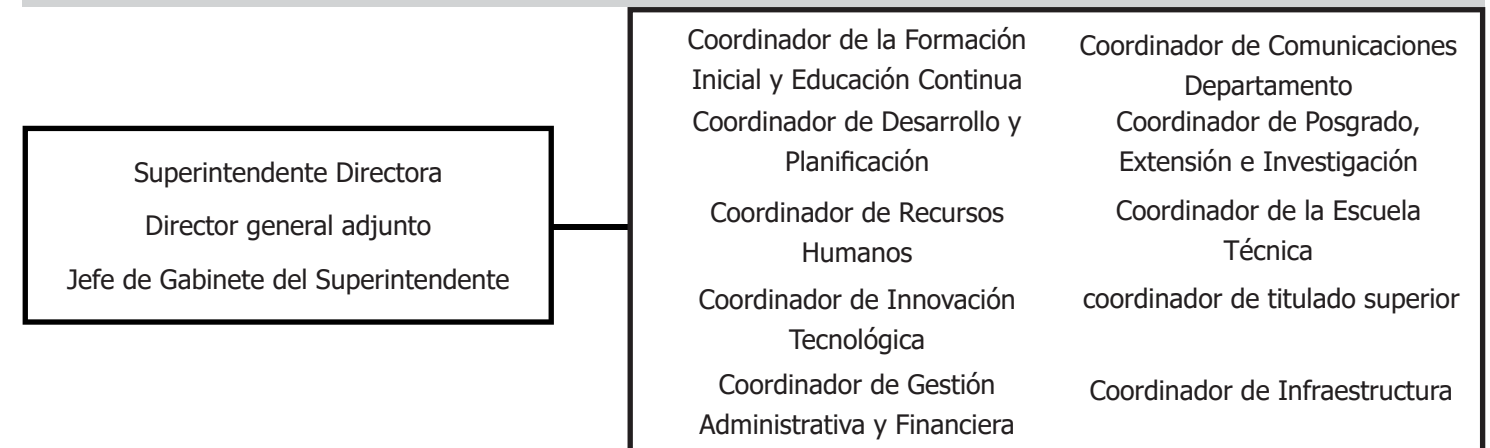 Superintendente Directora
Director general adjunto
Jefe de Gabinete del Superintendente
Coordinador de la Formación
Inicial y Educación Continua
Coordinador de Desarrollo y
Planificación
Coordinador de Recursos
Humanos
Coordinador de Innovación
Tecnológica
Coordinador de Gestión
Administrativa y Financiera
Coordinador de Comunicaciones
Departamento
Coordinador de Posgrado,
Extensión e Investigación
Coordinador de la Escuela
Técnica
coordinador de titulado superior
Coordinador de Infraestructura